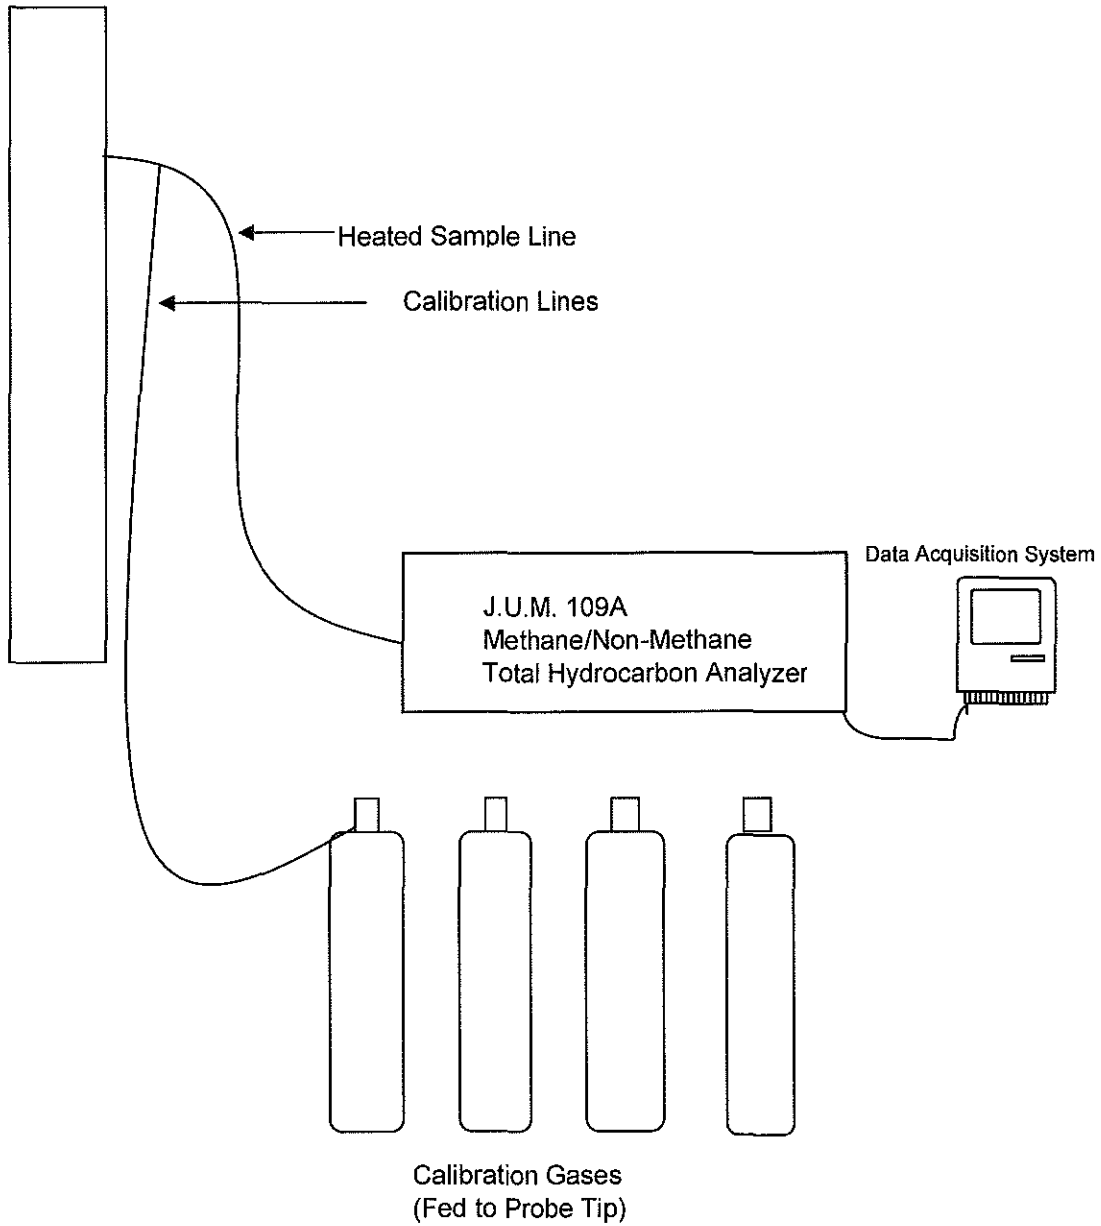 Heated Sample Line
Calibration Lines
Data Acquisition System
J.U.M. 109A
Methane/Non-Methane
Total Hydrocarbon Analyzer
Calibration Gases
(Fed to Probe Tip)